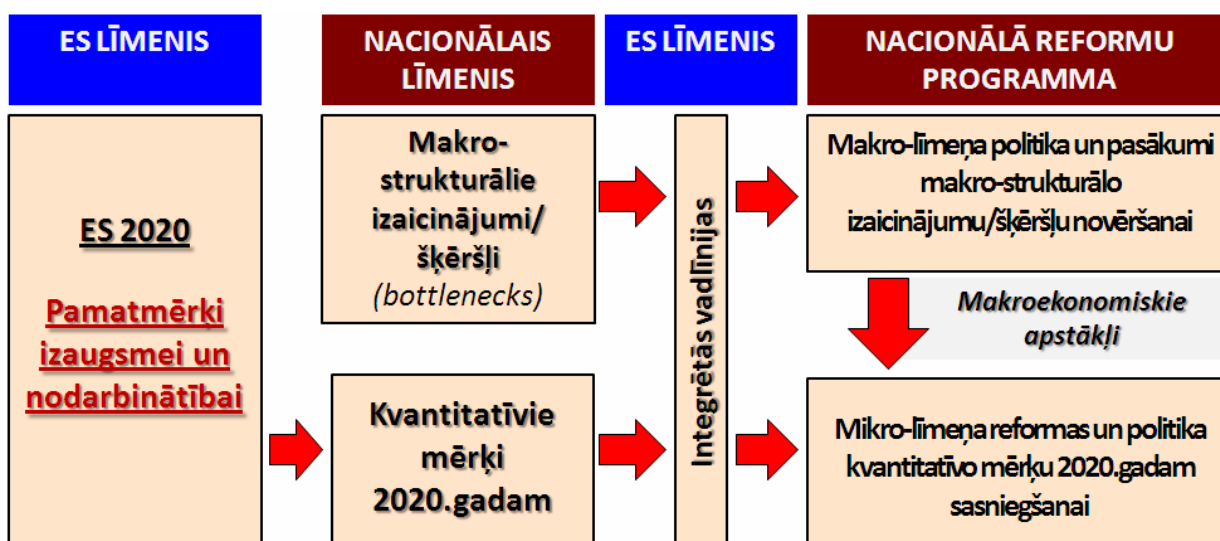 ES LĪMENIS
NACIONĀLAIS
LĪMENIS
ES LĪMENIS
NACIONĀLĀ REFORMU
PROGRAMMA
ES 2020
Pamatmērķi
izaugsmei un
nodarbinātībai
Makro-
strukturālie
izaicinājumi/
šķēršļi
(bottlenecks)
Kvantitatīvie
mērķi
2020.gadam
Integrētās vadlīnijas
Makro-līmeņa politika un pasākumi
makro-strukturālo
izaicinājumu/šķēršļu novēršanai
Makroekonomiskie
apstākļi
Mikro-līmeņa reformas un politika
kvantitatīvo mērķu 2020.gadam
sasniegšanai